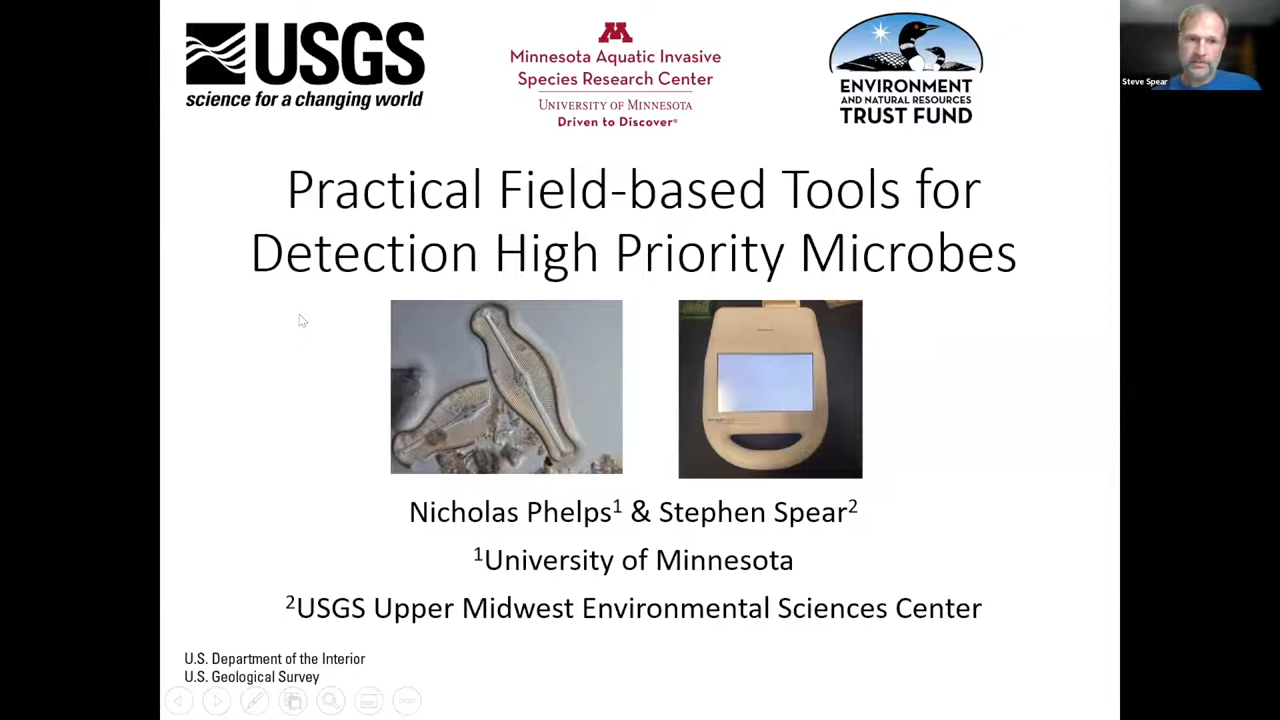 USGS
science for a changing world
M
Minnesota Aquatic Invasive
Species Research Center
UNIVERSITY OF MINNESOTA
Driven to Discover®
ENVIRONMENT
AND NATURAL RESOURCES
TRUST FUND
Steve Spear
Practical Field-based Tools for
Detection High Priority Microbes
Nicholas Phelps¹ & Stephen Spear²
¹University of Minnesota
²USGS Upper Midwest Environmental Sciences Center
U.S. Department of the Interior
U.S. Geological Survey